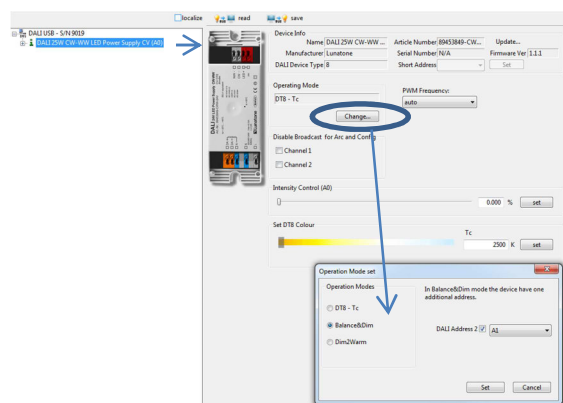 localize read save
DALI USB - S/N 9019
DALI 25W CW-WW LED Power Supply CV (A0)
Device Info
Name DALI 25W CW-WW ... Article Number 89453849-CW... Update...
Manufacturer Lunatone Serial Number N/A Firmware Ver 1.1.1
DALI Device Type 8 Short Address Set
Operating Mode
DT8 - Tc
PWM Frequency:
auto
Change...
Disable Broadcast for Arc and Config
Channel 1
Channel 2
Intensity Control (A0)
0.000 % set
Set DT8 Colour
Tc
2500 K set
Operation Mode set
Operation Modes
DT8 - Tc
Balance&Dim
Dim2Warm
In Balance&Dim mode the device have one
additional address.
DALI Address 2 A1
Set Cancel